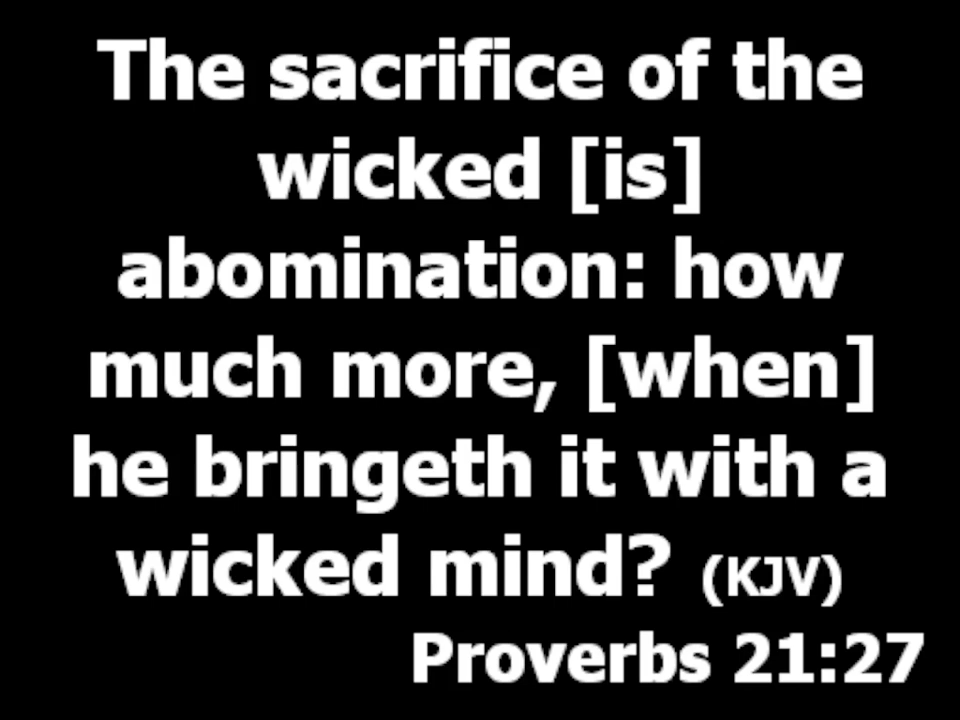 The sacrifice of the
wicked [is]
abomination: how
much more, [when]
he bringeth it with a
wicked mind? (KJV)
Proverbs 21:27